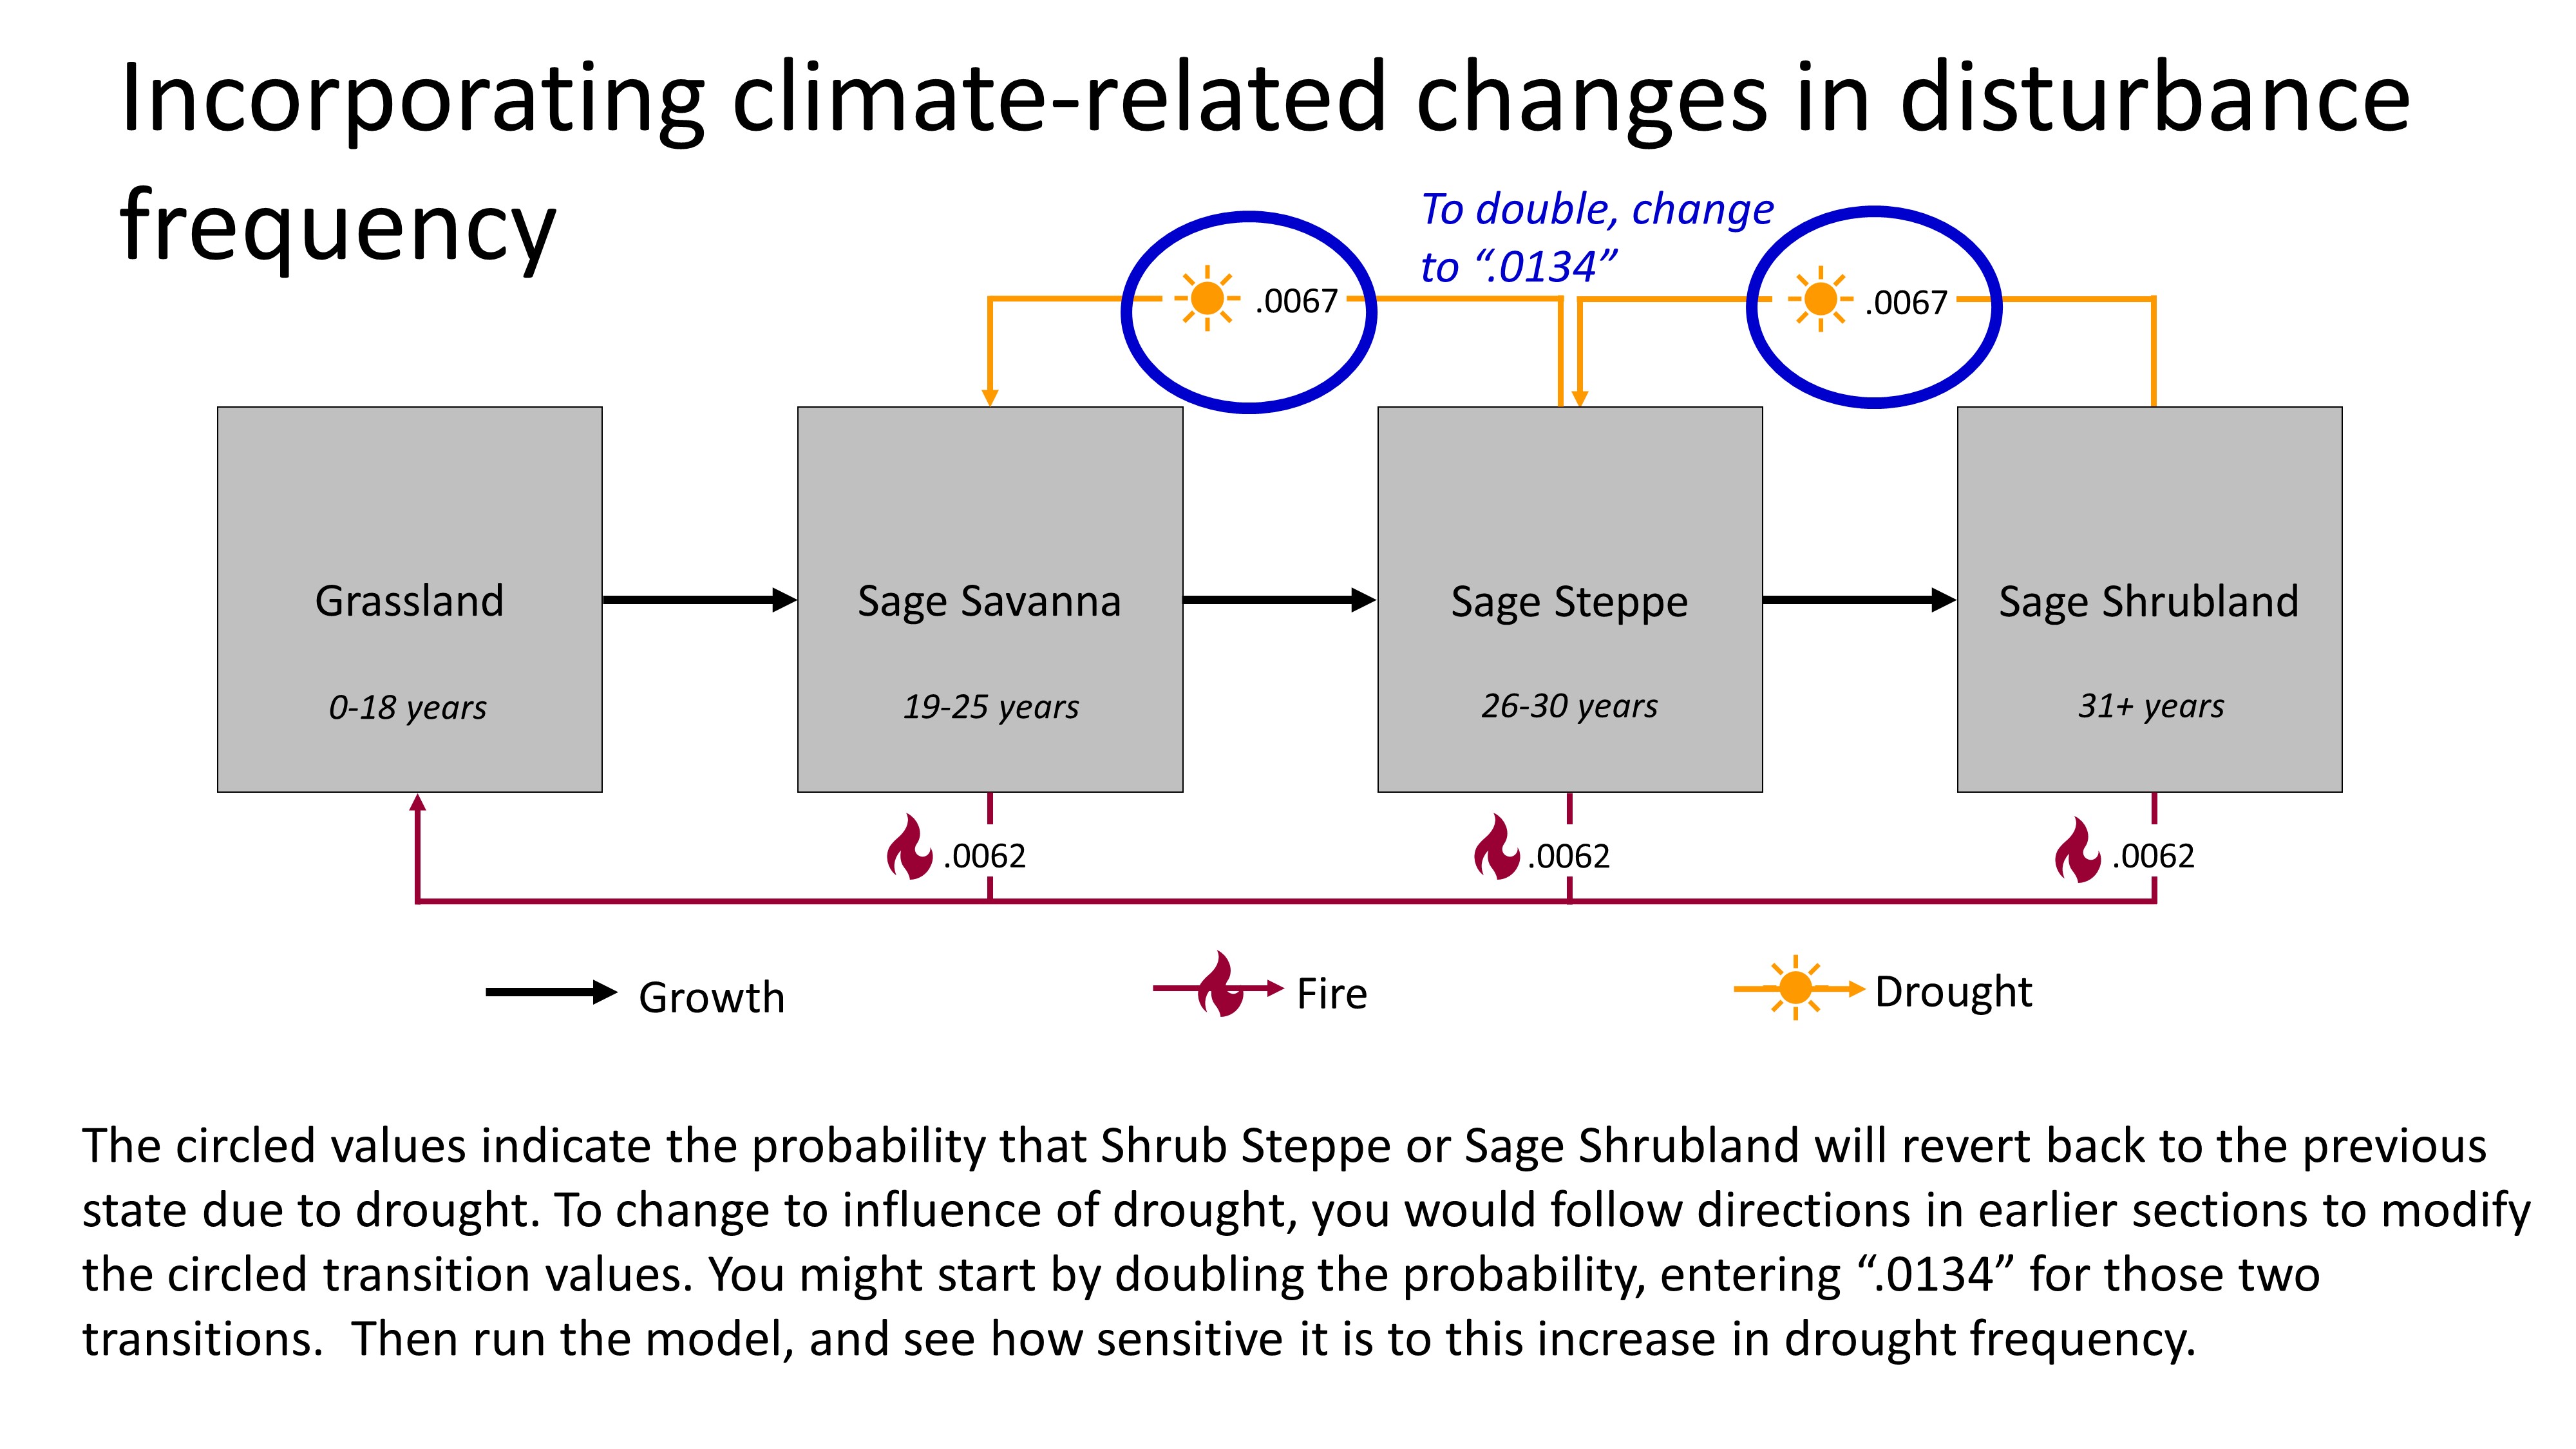 Incorporating climate-related changes in disturbance
frequency
To double, change
to “.0134”
.0067
.0067
Grassland
Sage Savanna
Sage Steppe
Sage Shrubland
0-18 years
19-25 years
26-30 years
31+ years
.0062
.0062
.0062
Growth
Fire
Drought
The circled values indicate the probability that Shrub Steppe or Sage Shrubland will revert back to the previous
state due to drought. To change to influence of drought, you would follow directions in earlier sections to modify
the circled transition values. You might start by doubling the probability, entering “.0134” for those two
transitions.  Then run the model, and see how sensitive it is to this increase in drought frequency.